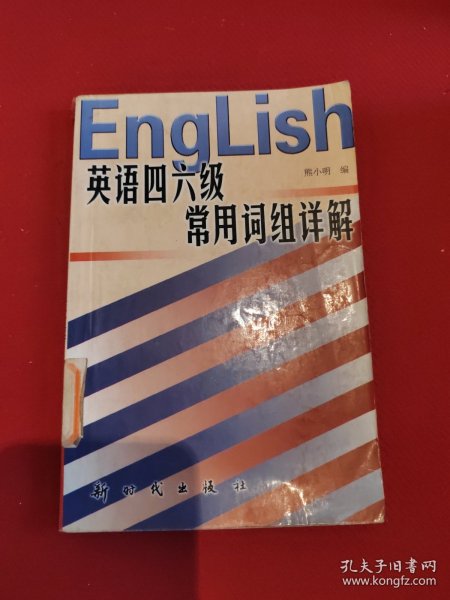 EngLish
英语四六级
熊小明 编
常用词组详解
新时代出版社
孔夫子旧书网
www.kongfz.com